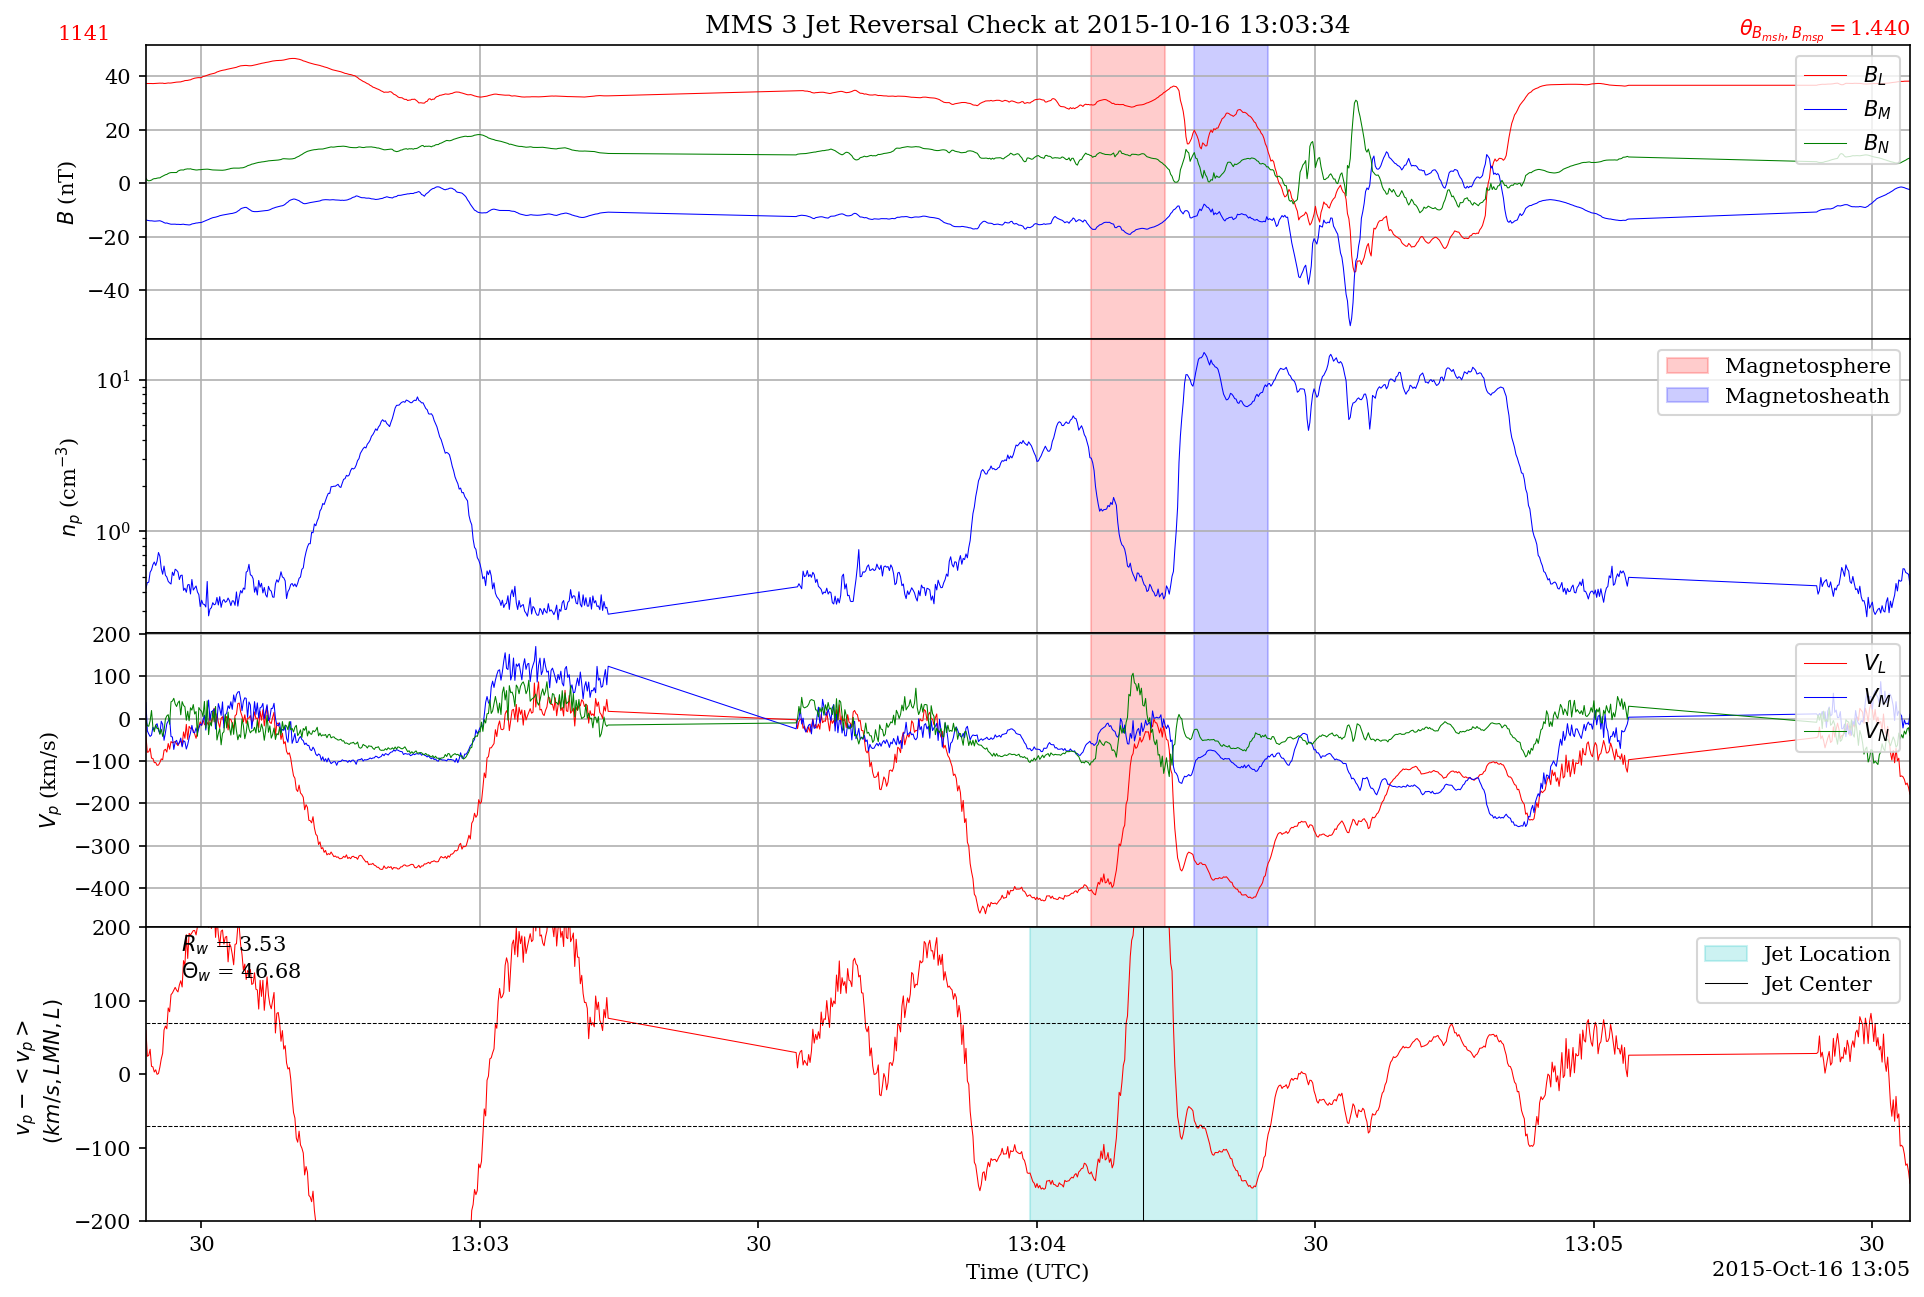 MMS 3 Jet Reversal Check at 2015-10-16 13:03:34
1141
θ_{B_{msh}, B_{msp}} = 1.440
B (nT)
40
20
0
−20
−40
B_L
B_M
B_N
n_p (cm^{−3})
10^1
10^0
Magnetosphere
Magnetosheath
V_p (km/s)
200
100
0
−100
−200
−300
−400
V_L
V_M
V_N
v_p − < v_p >
(km/s, LMN, L)
200
100
0
−100
−200
R_w = 3.53
Θ_w = 46.68
Jet Location
Jet Center
30
13:03
30
13:04
30
13:05
30
Time (UTC)
2015-Oct-16 13:05